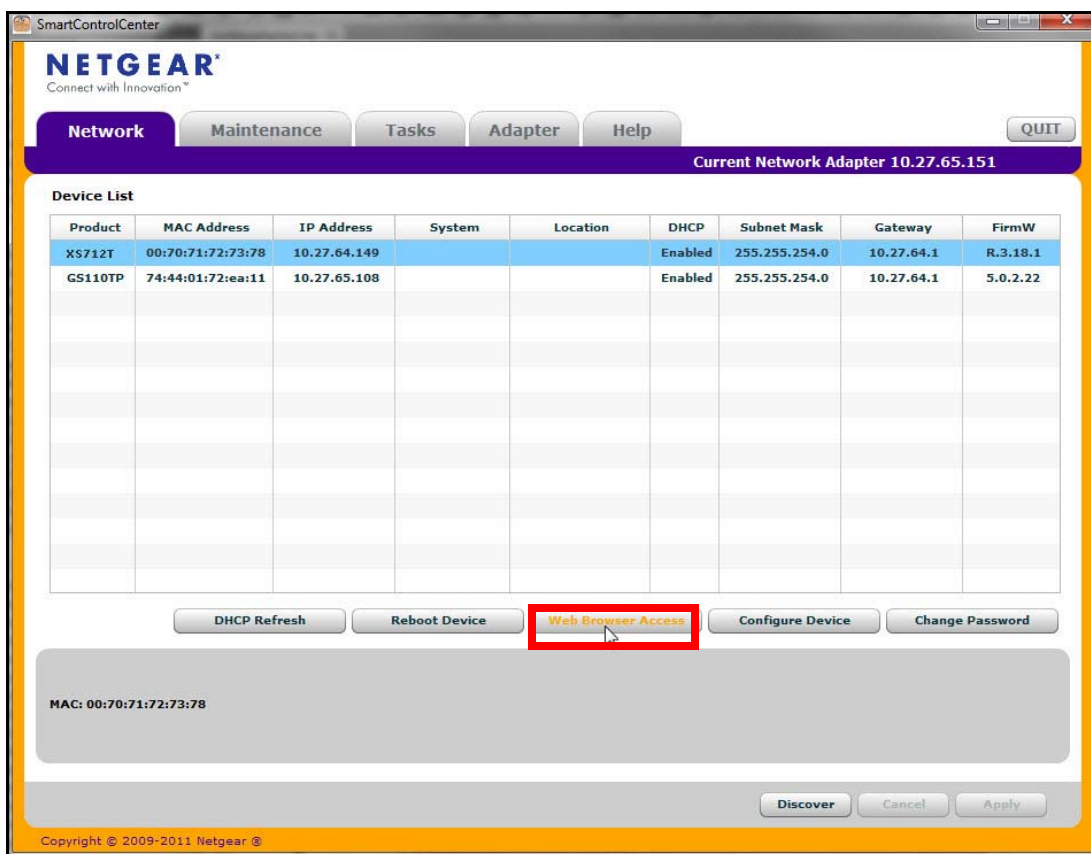 SmartControlCenter
NETGEAR®
Connect with Innovation™
Network Maintenance Tasks Adapter Help QUIT
Current Network Adapter 10.27.65.151
Device List
Product MAC Address IP Address System Location DHCP Subnet Mask Gateway FirmW
XS712T 00:70:71:72:73:78 10.27.64.149 Enabled 255.255.254.0 10.27.64.1 R.3.18.1
GS110TP 74:44:01:72:ea:11 10.27.65.108 Enabled 255.255.254.0 10.27.64.1 5.0.2.22
DHCP Refresh Reboot Device Web Browser Access Configure Device Change Password
MAC: 00:70:71:72:73:78
Discover Cancel Apply
Copyright © 2009-2011 Netgear ®